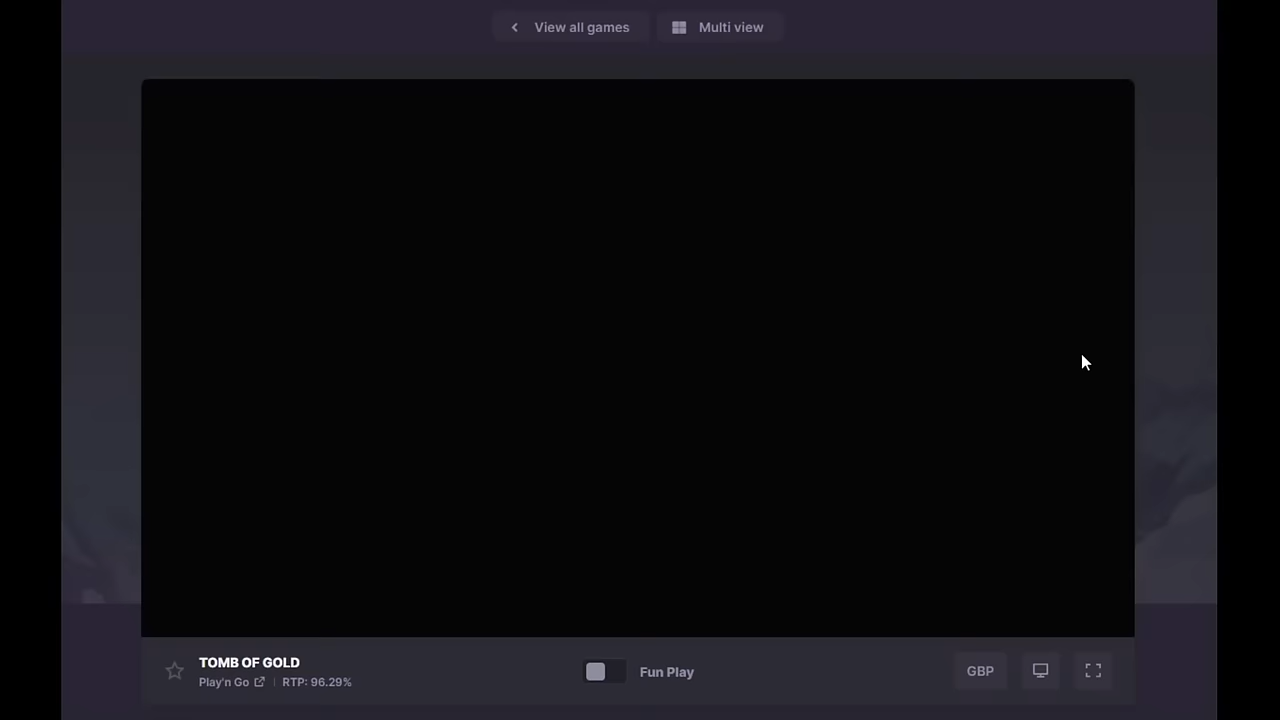 View all games
Multi view
TOMB OF GOLD
Play'n Go | RTP: 96.29%
Fun Play
GBP